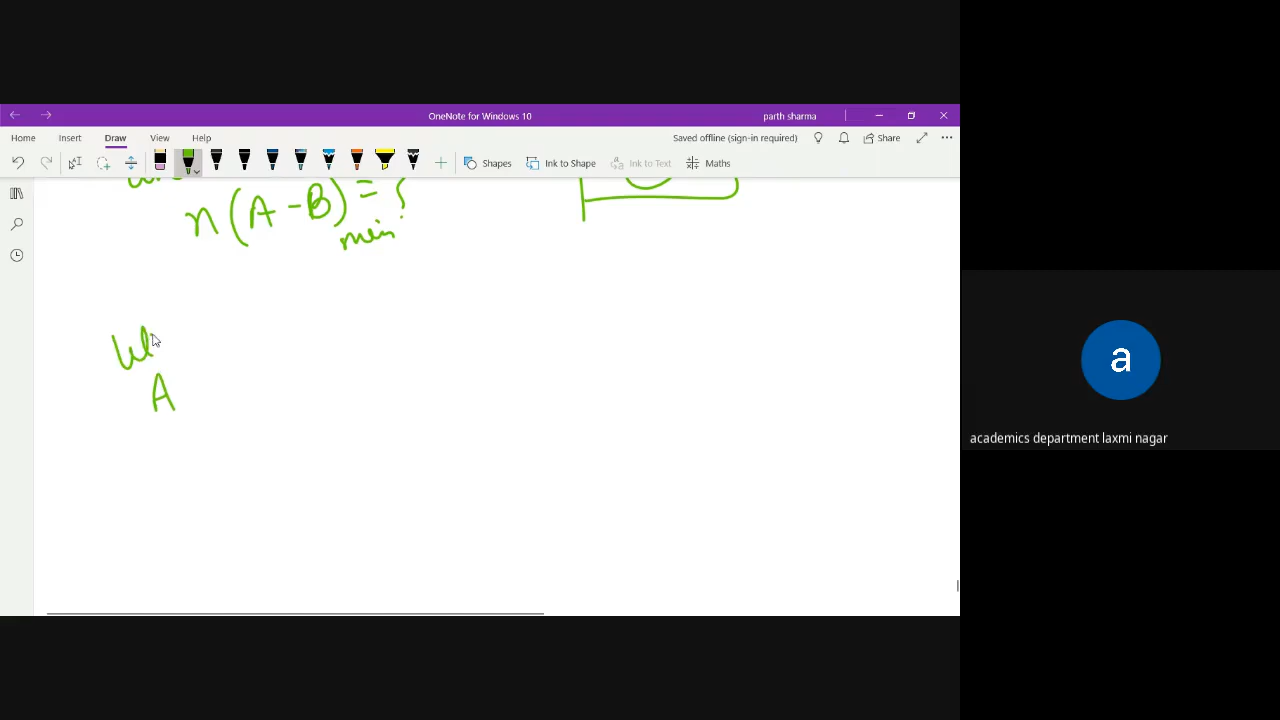 OneNote for Windows 10
parth sharma
Home Insert Draw View Help
Saved offline (sign-in required)
Share
Shapes
Ink to Shape
Ink to Text
Maths
n(A-B) = ?
min
A
a
academics department laxmi nagar